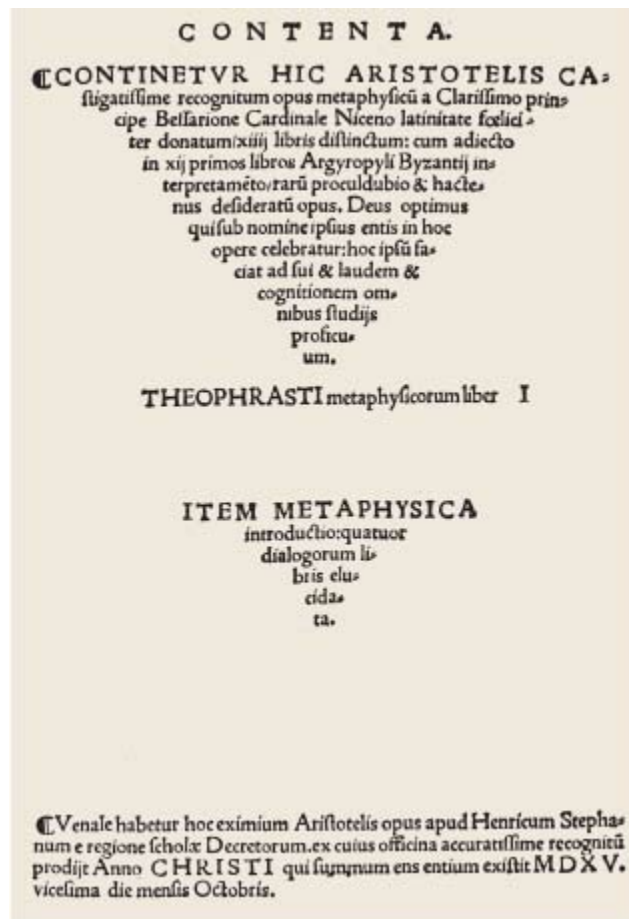 CONTENTA.
⁋CONTINETVR HIC ARISTOTELIS CA-
ſtigatiſſime recognitum opus metaphyſicū a Clariſſimo prin-
cipe Beſſarione Cardinale Niceno latinitate fœlici-
ter donatum/xiiij libris diſtinctum: cum adiecto
in xij primos libros Argyropyli Byzantij in-
terpretamēto/rarū proculdubio & hacte-
nus deſideratū opus. Deus optimus
qui ſub nomine ipſius entis in hoc
opere celebratur: hoc ipſū fa-
ciat ad ſui & laudem &
cognitionem om-
nibus ſtudijs
proficu-
um.
THEOPHRASTI metaphyſicorum liber I
ITEM METAPHYSICA
introductio: quatuor
dialogorum li-
bris elu-
cida-
ta.
⁋Venale habetur hoc eximium Ariſtotelis opus apud Henricum Stepha-
num e regione ſcholæ Decretorum. ex cuius officina accuratiſſime recognitū
prodijt Anno CHRISTI qui ſummum ens entium exiſtit MDXV.
viceſima die menſis Octobris.